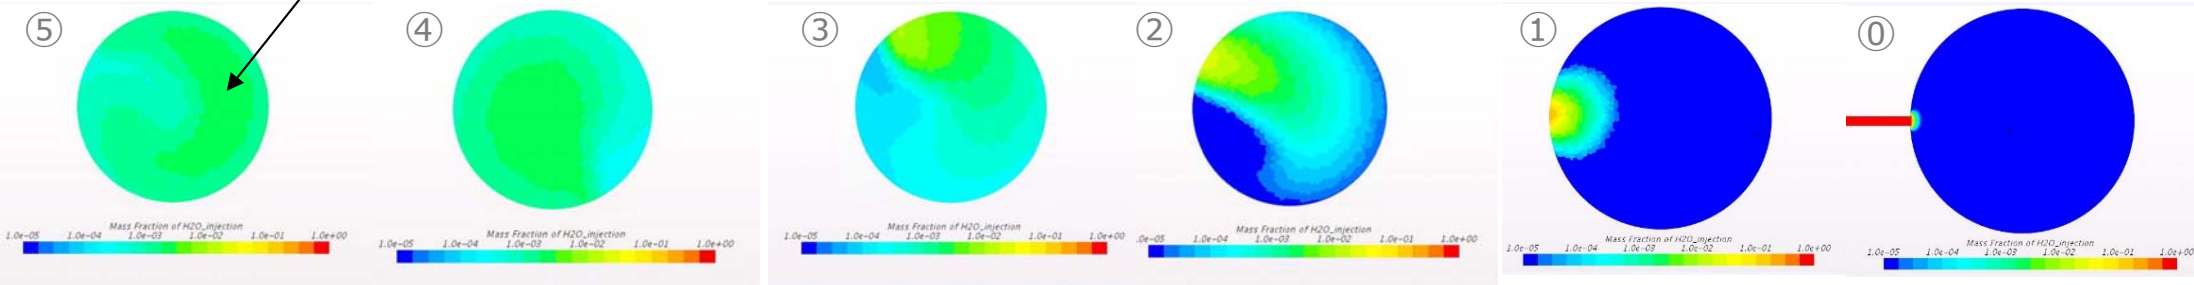 ⑤
④
③
②
①
⓪
Mass Fraction of H2O_injection
1.0e-05 1.0e-04 1.0e-03 1.0e-02 1.0e-01 1.0e+00
Mass Fraction of H2O_injection
1.0e-05 1.0e-04 1.0e-03 1.0e-02 1.0e-01 1.0e+00
Mass Fraction of H2O_injection
1.0e-05 1.0e-04 1.0e-03 1.0e-02 1.0e-01 1.0e+00
Mass Fraction of H2O_injection
.0e-05 1.0e-04 1.0e-03 1.0e-02 1.0e-01 1.0e+00
Mass Fraction of H2O_injection
1.0e-05 1.0e-04 1.0e-03 1.0e-02 1.0e-01
Mass Fraction of H2O_injection
1.0e-05 1.0e-04 1.0e-03 1.0e-02 1.0e-01 1.0e+00